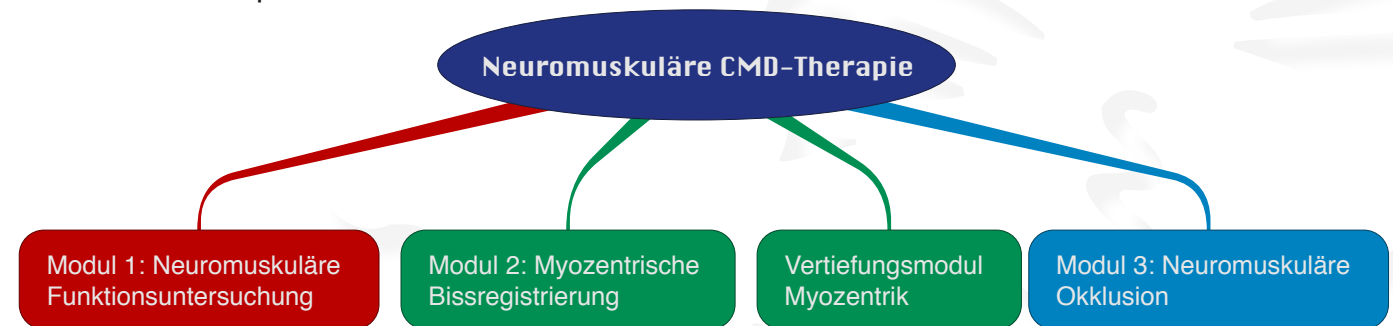 Neuromuskuläre CMD-Therapie
Modul 1: Neuromuskuläre
Funktionsuntersuchung
Modul 2: Myozentrische
Bissregistrierung
Vertiefungsmodul
Myozentrik
Modul 3: Neuromuskuläre
Okklusion